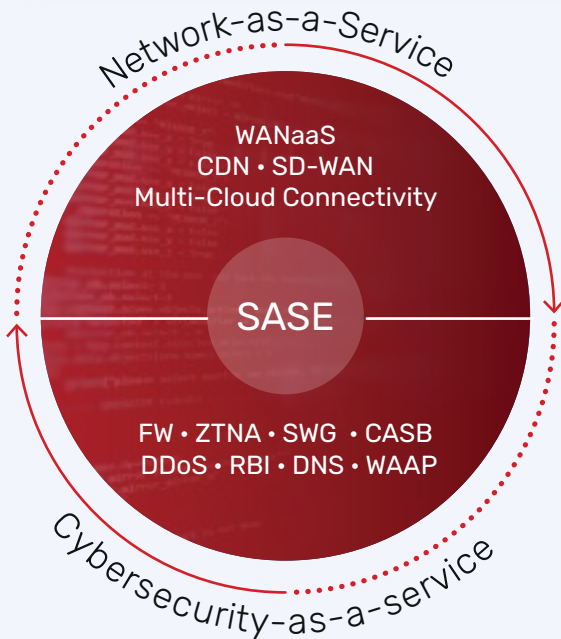 Network-as-a-Service
WANaaS
CDN • SD-WAN
Multi-Cloud Connectivity
SASE
FW • ZTNA • SWG • CASB
DDoS • RBI • DNS • WAAP
Cybersecurity-as-a-service